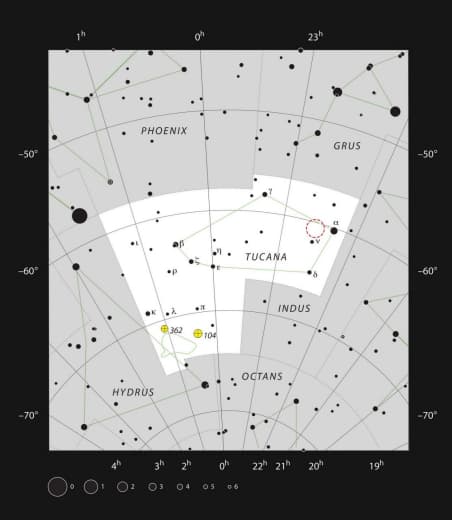 1h 0h 23h
PHOENIX
GRUS
–50° –50°
γ
α
ι β η ν
TUCANA
ζ ε
–60° –60°
ρ δ
INDUS
κ λ π
362 104
OCTANS
HYDRUS
–70° –70°
4h 3h 2h 0h 22h 21h 20h 19h
0 1 2 3 4 5 6